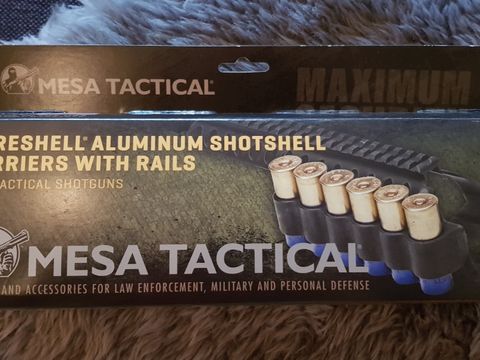 MESA TACTICAL®
MAXIMUM
RESHELL® ALUMINUM SHOTSHELL
RRIERS WITH RAILS
TACTICAL SHOTGUNS
MESA TACTICAL®
AND ACCESSORIES FOR LAW ENFORCEMENT, MILITARY AND PERSONAL DEFENSE